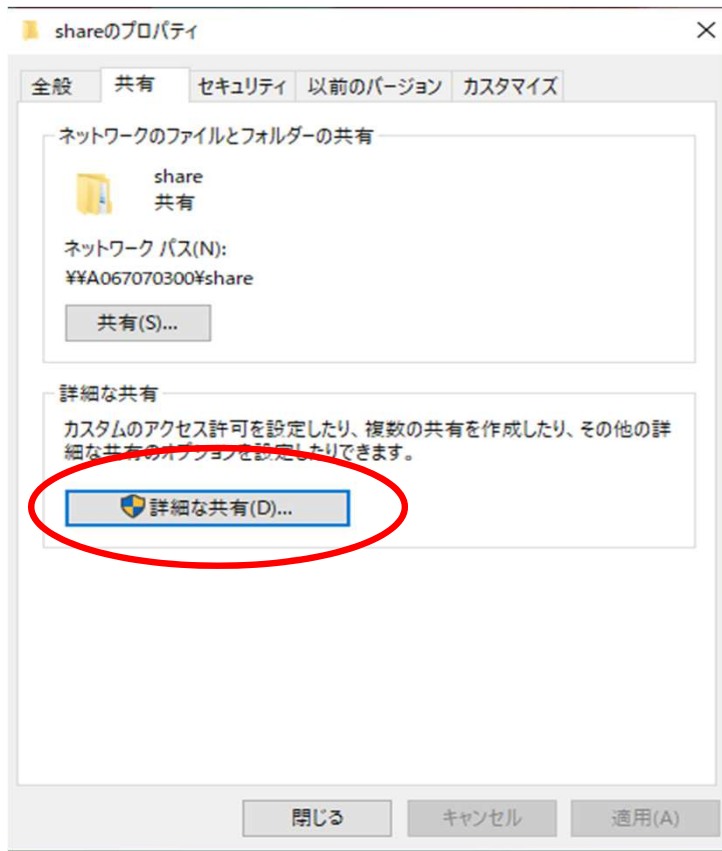 shareのプロパティ
全般 共有 セキュリティ 以前のバージョン カスタマイズ
ネットワークのファイルとフォルダーの共有
share
共有
ネットワーク パス(N):
¥¥A067070300¥share
共有(S)...
詳細な共有
カスタムのアクセス許可を設定したり、複数の共有を作成したり、その他の詳
細な共有のオプションを設定したりできます。
詳細な共有(D)...
閉じる キャンセル 適用(A)